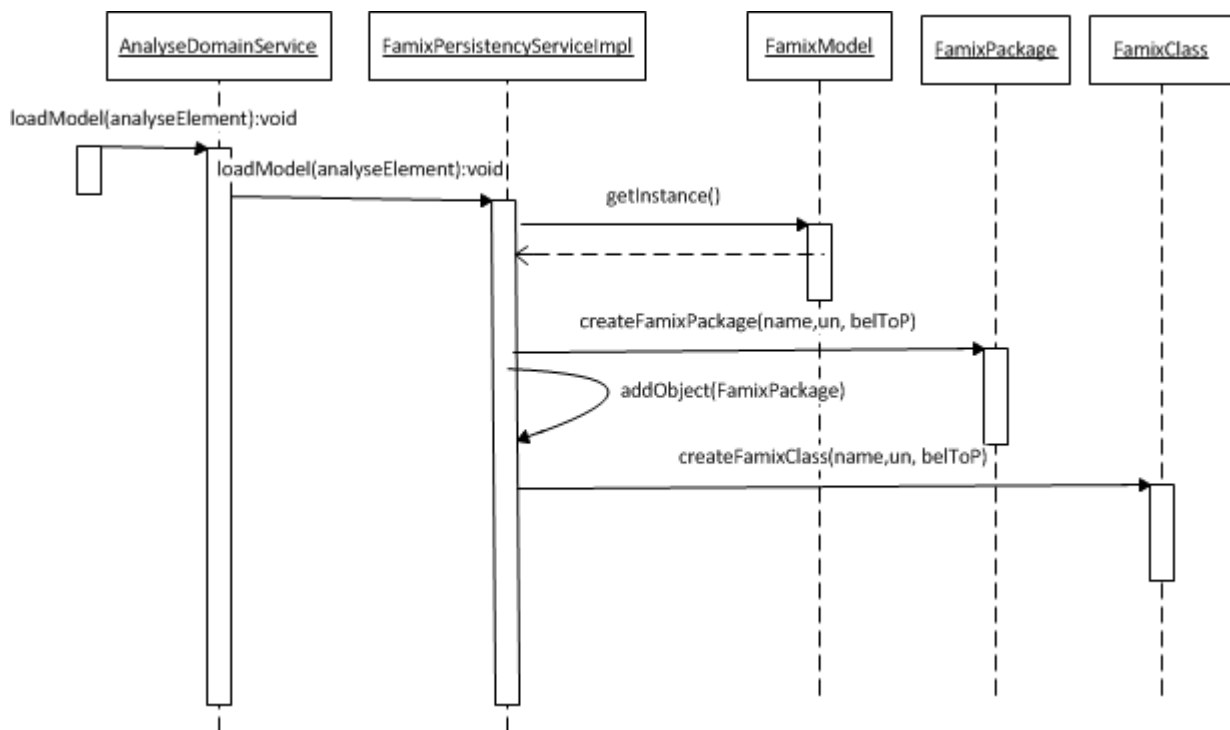 AnalyseDomainService
FamixPersistencyServiceImpl
FamixModel
FamixPackage
FamixClass
loadModel(analyseElement):void
loadModel(analyseElement):void
getInstance()
createFamixPackage(name,un, belToP)
addObject(FamixPackage)
createFamixClass(name,un, belToP)